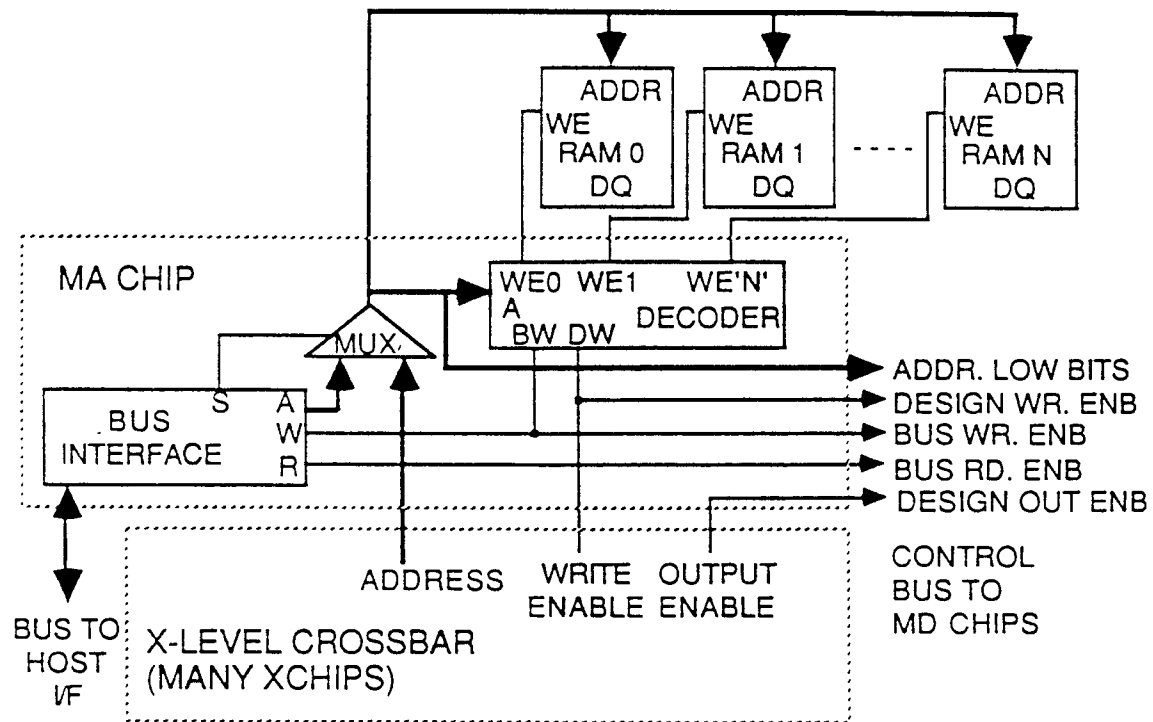 ADDR
WE
RAM 0
DQ
ADDR
WE
RAM 1
DQ
ADDR
WE
RAM N
DQ
MA CHIP
WE0 WE1 WE'N'
A
DECODER
BW DW
MUX
S
A
W
R
BUS
INTERFACE
ADDR. LOW BITS
DESIGN WR. ENB
BUS WR. ENB
BUS RD. ENB
DESIGN OUT ENB
CONTROL
BUS TO
MD CHIPS
ADDRESS
WRITE
ENABLE
OUTPUT
ENABLE
BUS TO
HOST
I/F
X-LEVEL CROSSBAR
(MANY XCHIPS)